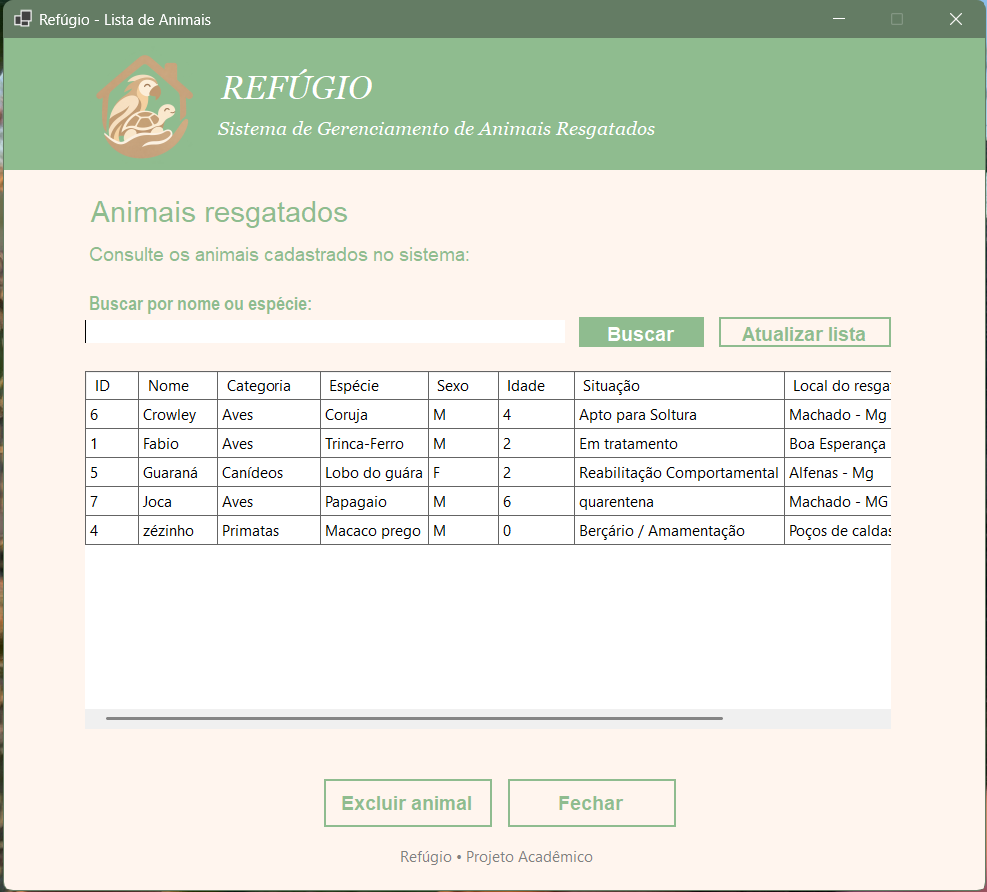 Refúgio - Lista de Animais
REFÚGIO
Sistema de Gerenciamento de Animais Resgatados
Animais resgatados
Consulte os animais cadastrados no sistema:
Buscar por nome ou espécie:
Buscar Atualizar lista
ID Nome Categoria Espécie Sexo Idade Situação Local do resga
6 Crowley Aves Coruja M 4 Apto para Soltura Machado - Mg
1 Fabio Aves Trinca-Ferro M 2 Em tratamento Boa Esperança
5 Guaraná Canídeos Lobo do guára F 2 Reabilitação Comportamental Alfenas - Mg
7 Joca Aves Papagaio M 6 quarentena Machado - MG
4 zézinho Primatas Macaco prego M 0 Berçário / Amamentação Poços de caldas
Excluir animal Fechar
Refúgio • Projeto Acadêmico